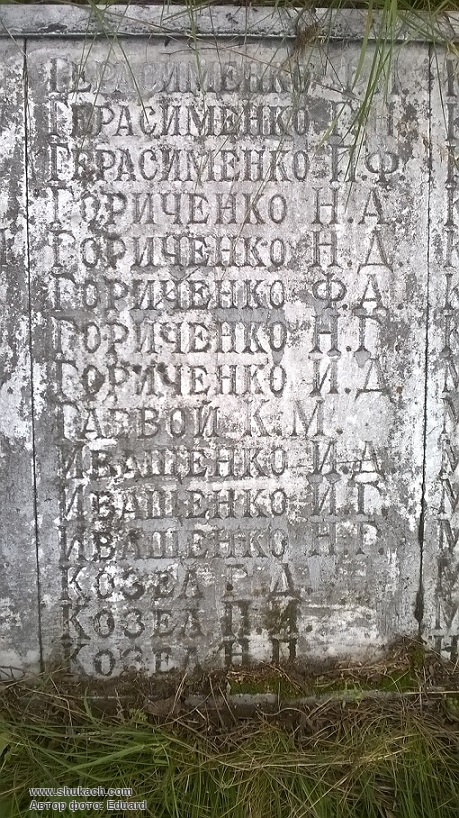 ГЕРАСИМЕНКО
ГЕРАСИМЕНКО
ГЕРАСИМЕНКО П.Ф
ГОРИЧЕНКО Н.А
ГОРИЧЕНКО Н.Д
ГОРИЧЕНКО Ф.А
ГОРИЧЕНКО Н.Г
ГОРИЧЕНКО И.Д
К.М.
ИВАЩЕНКО И.А
ИВАЩЕНКО И.Г.
ИВАЩЕНКО Н.Р.
КОЗЕЛ Г.Д.
КОЗЕЛ П.И.
КОЗЕЛ
www.shukach.com
Автор фото: Eduard